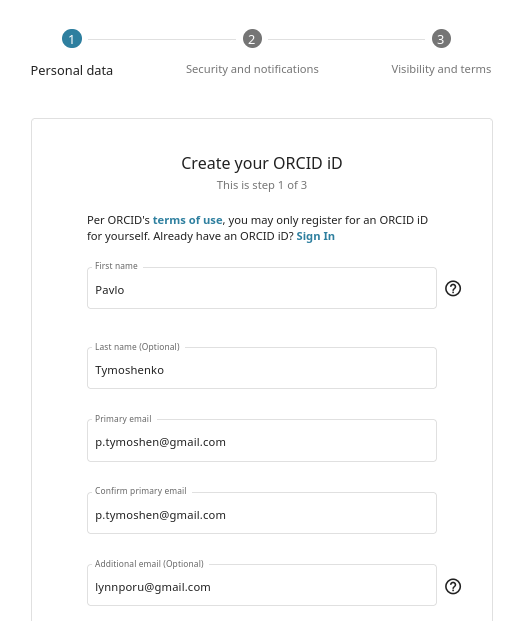 1 2 3
Personal data Security and notifications Visibility and terms
Create your ORCID iD
This is step 1 of 3
Per ORCID's terms of use, you may only register for an ORCID iD
for yourself. Already have an ORCID iD? Sign In
First name
Pavlo
?
Last name (Optional)
Tymoshenko
Primary email
p.tymoshen@gmail.com
Confirm primary email
p.tymoshen@gmail.com
Additional email (Optional)
lynnporu@gmail.com
?